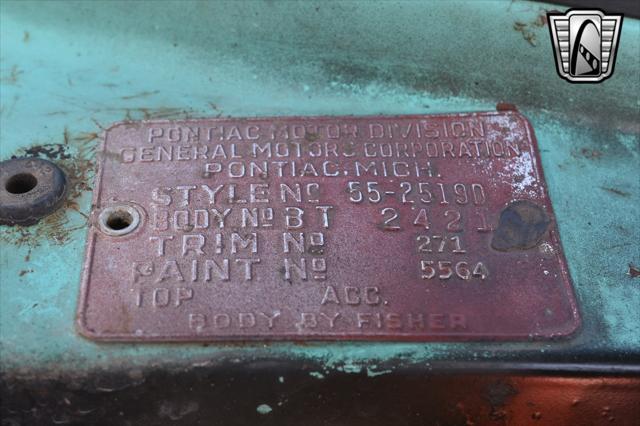 PONTIAC MOTOR DIVISION
GENERAL MOTORS CORPORATION
PONTIAC, MICH.
STYLE Nº 55-2519D
BODY Nº BT 2421
TRIM Nº 271
PAINT Nº 5564
TOP ACC.
BODY BY FISHER